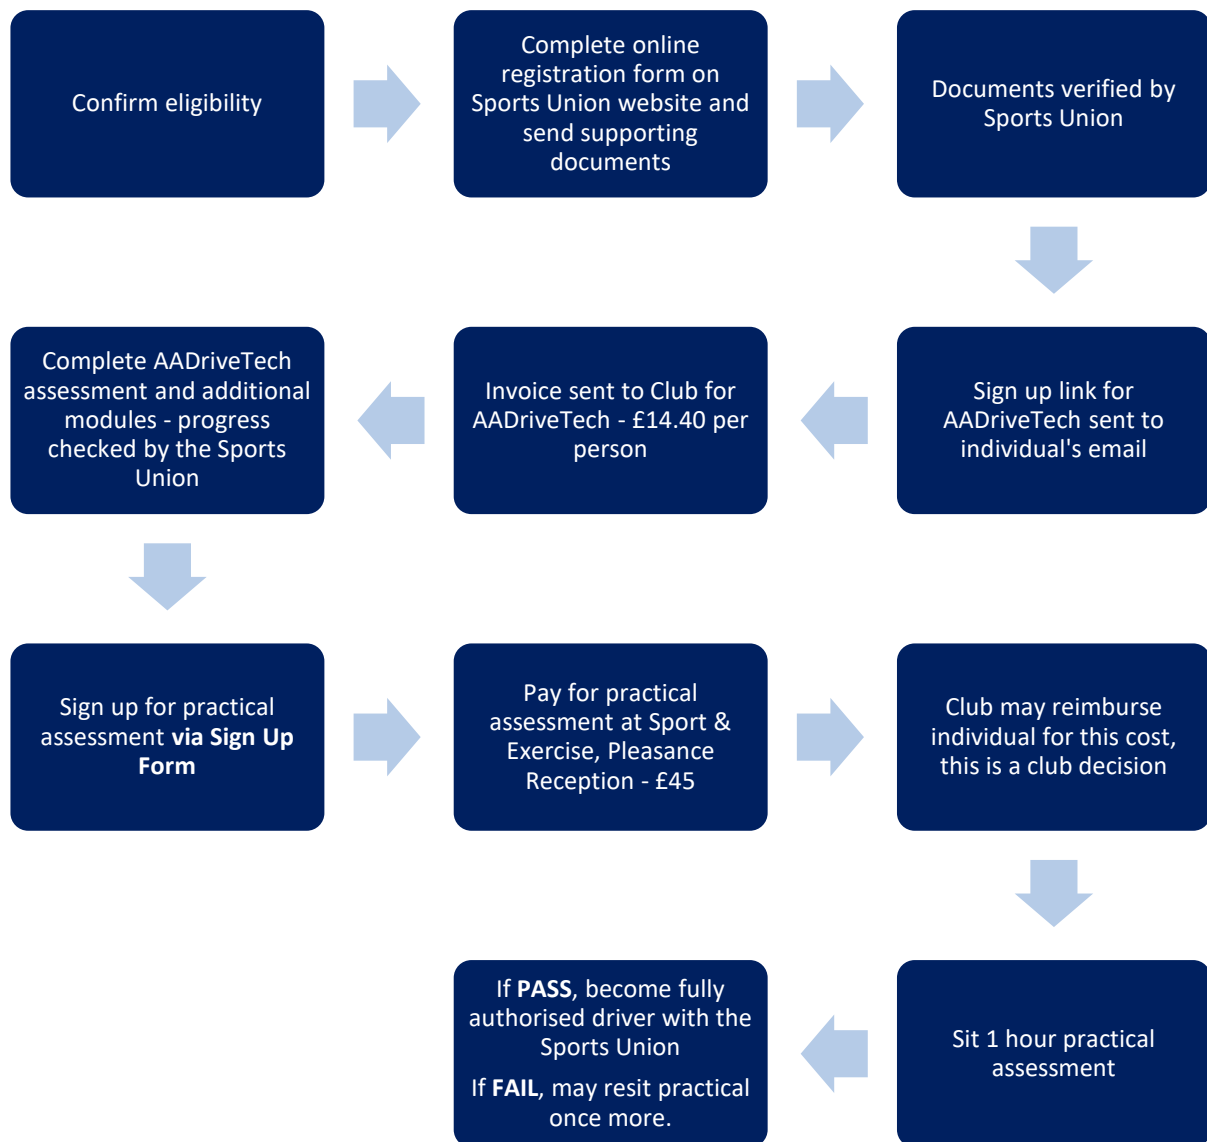 Confirm eligibility
Complete online
registration form on
Sports Union website and
send supporting
documents
Documents verified by
Sports Union
Sign up link for
AADriveTech sent to
individual's email
Invoice sent to Club for
AADriveTech - £14.40 per
person
Complete AADriveTech
assessment and additional
modules - progress
checked by the Sports
Union
Sign up for practical
assessment via Sign Up
Form
Pay for practical
assessment at Sport &
Exercise, Pleasance
Reception - £45
Club may reimburse
individual for this cost,
this is a club decision
Sit 1 hour practical
assessment
If PASS, become fully
authorised driver with the
Sports Union
If FAIL, may resit practical
once more.